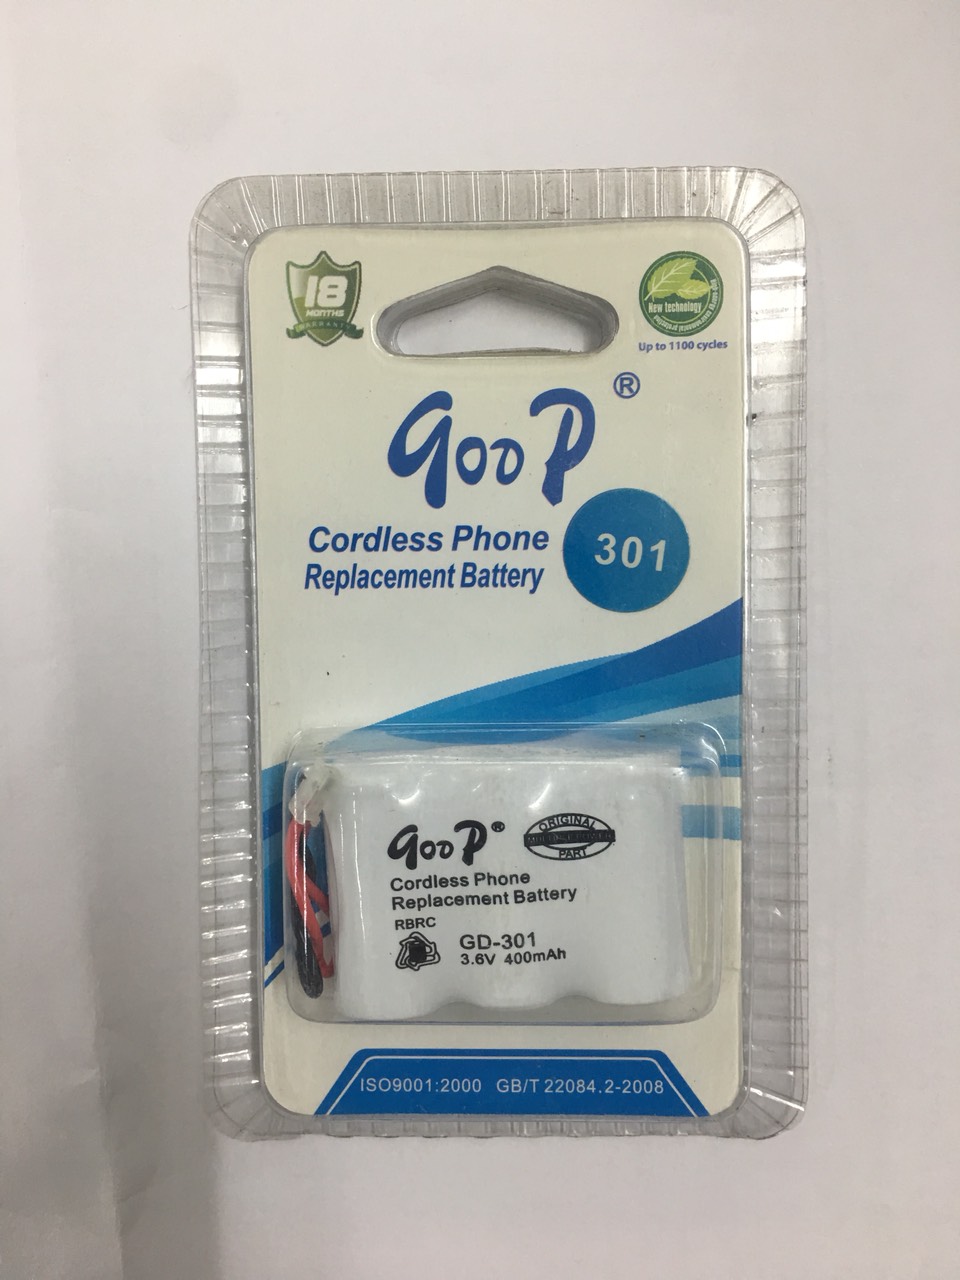 18
MONTHS
WARRANTY
New technology
Up to 1100 cycles
gooP®
Cordless Phone
Replacement Battery
301
gooP®
ORIGINAL
PART
Cordless Phone
Replacement Battery
RBRC
GD-301
3.6V 400mAh
ISO9001:2000 GB/T 22084.2-2008